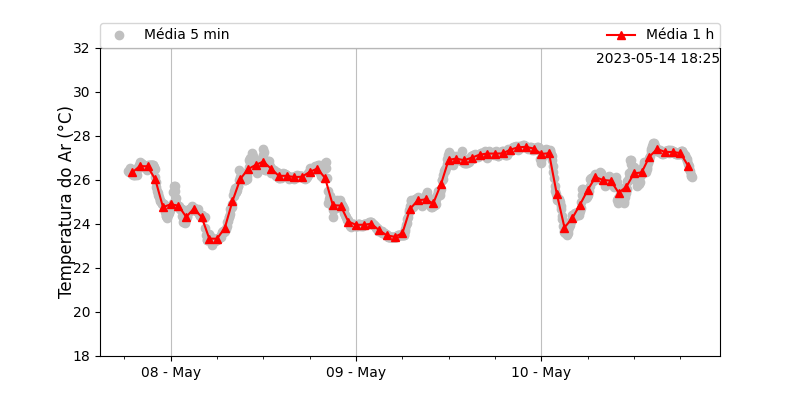 Média 5 min
Média 1 h
2023-05-14 18:25
Temperatura do Ar (°C)
32
30
28
26
24
22
20
18
08 - May
09 - May
10 - May